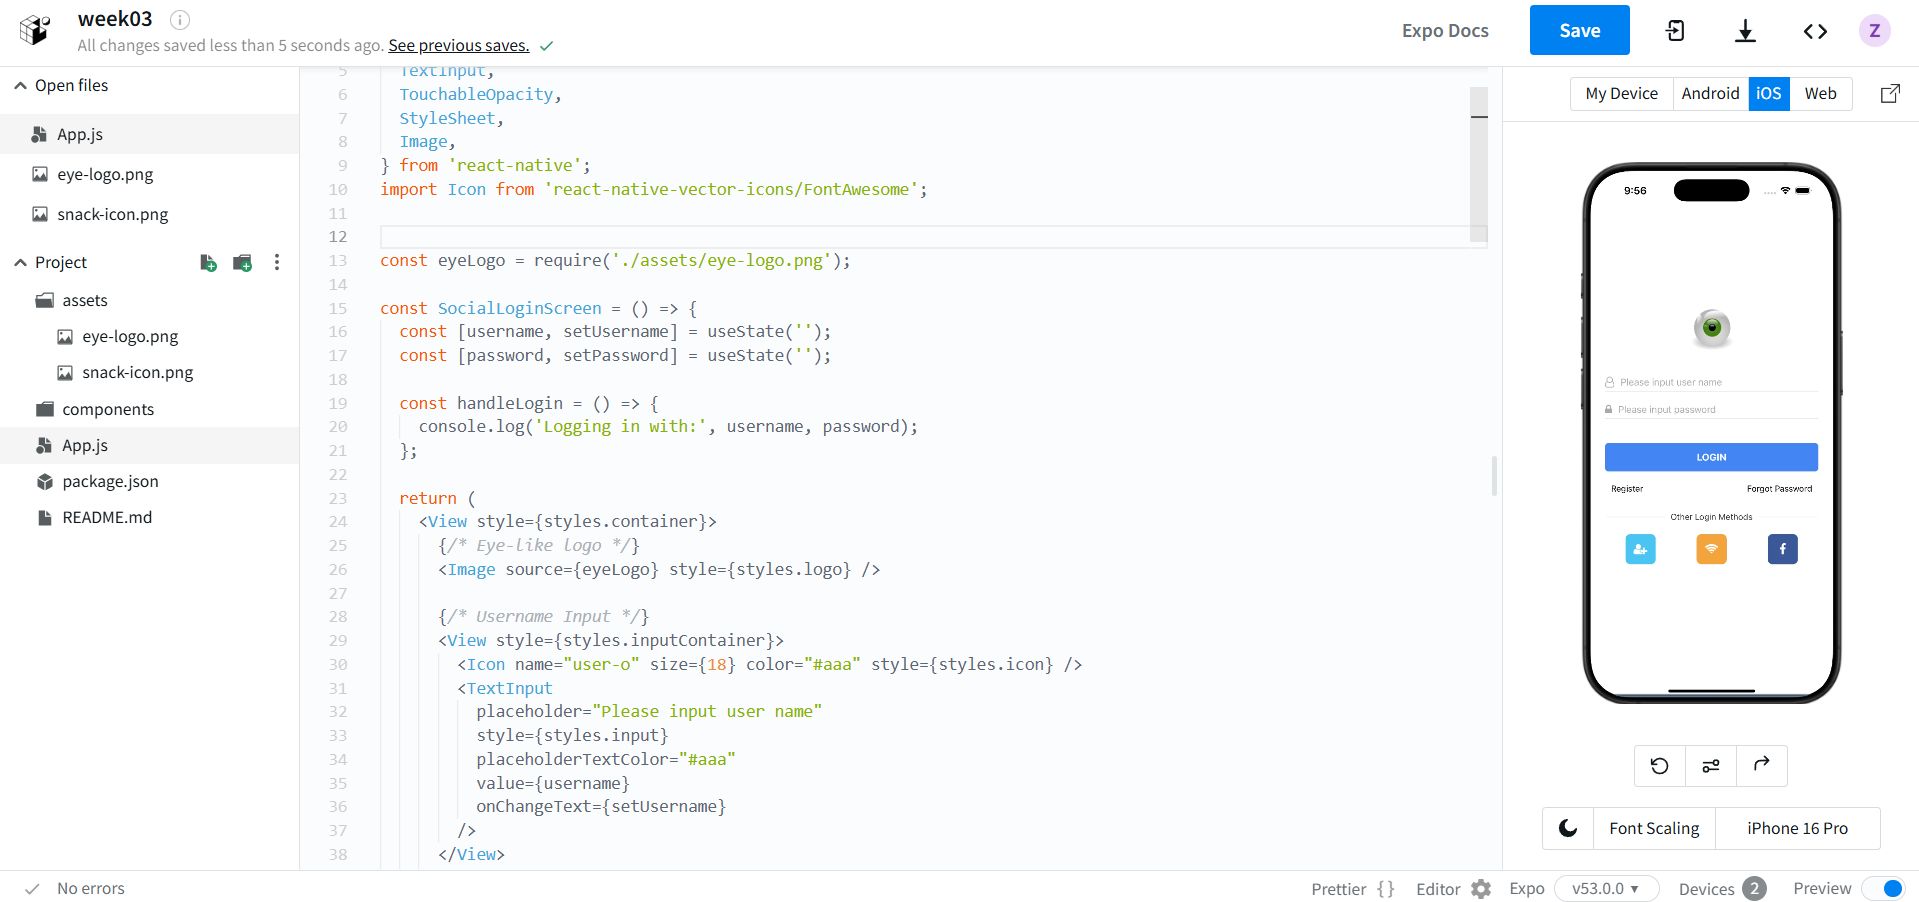 week03
All changes saved less than 5 seconds ago. See previous saves.
Expo Docs
Save
Z
Open files
App.js
eye-logo.png
snack-icon.png
Project
assets
eye-logo.png
snack-icon.png
components
App.js
package.json
README.md
5 TextInput,
6 TouchableOpacity,
7 StyleSheet,
8 Image,
9 } from 'react-native';
10 import Icon from 'react-native-vector-icons/FontAwesome';
11
12
13 const eyeLogo = require('./assets/eye-logo.png');
14
15 const SocialLoginScreen = () => {
16 const [username, setUsername] = useState('');
17 const [password, setPassword] = useState('');
18
19 const handleLogin = () => {
20 console.log('Logging in with:', username, password);
21 };
22
23 return (
24 <View style={styles.container}>
25 {/* Eye-like logo */}
26 <Image source={eyeLogo} style={styles.logo} />
27
28 {/* Username Input */}
29 <View style={styles.inputContainer}>
30 <Icon name="user-o" size={18} color="#aaa" style={styles.icon} />
31 <TextInput
32 placeholder="Please input user name"
33 style={styles.input}
34 placeholderTextColor="#aaa"
35 value={username}
36 onChangeText={setUsername}
37 />
38 </View>
My Device Android iOS Web
9:56
Please input user name
Please input password
LOGIN
Register Forgot Password
Other Login Methods
f
Font Scaling iPhone 16 Pro
No errors
Prettier {} Editor Expo v53.0.0 Devices 2 Preview